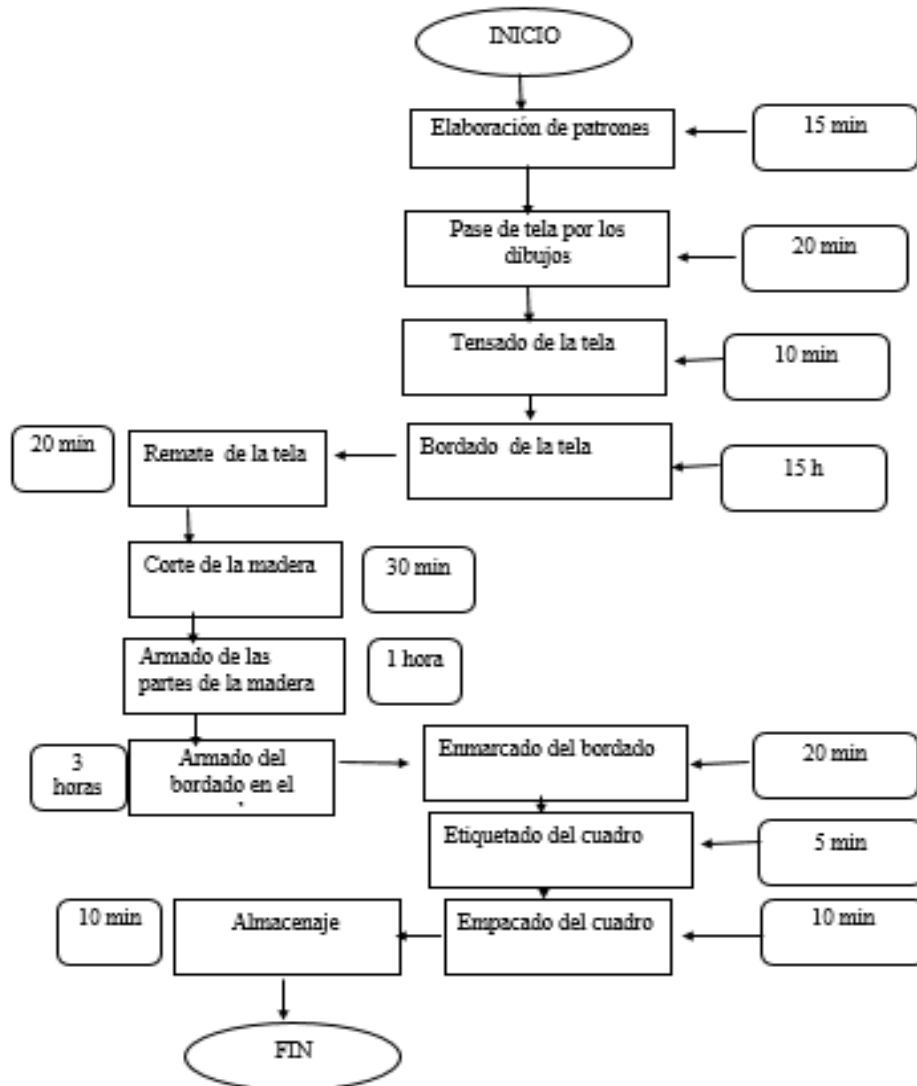 INICIO
Elaboración de patrones
15 min
Pase de tela por los
dibujos
20 min
Tensado de la tela
10 min
Bordado de la tela
15 h
Remate de la tela
20 min
Corte de la madera
30 min
Armado de las
partes de la madera
1 hora
Armado del
bordado en el
3
horas
Enmarcado del bordado
20 min
Etiquetado del cuadro
5 min
Empacado del cuadro
10 min
Almacenaje
10 min
FIN